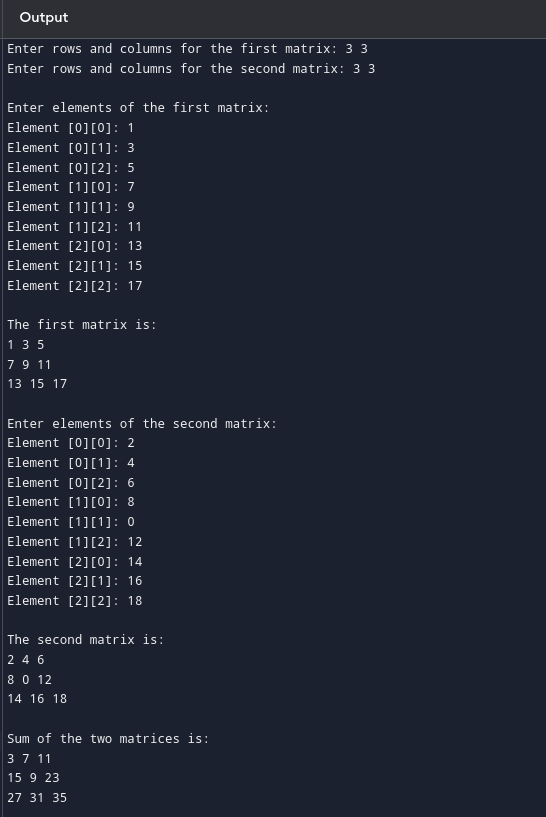 Output
Enter rows and columns for the first matrix: 3 3
Enter rows and columns for the second matrix: 3 3
Enter elements of the first matrix:
Element [0][0]: 1
Element [0][1]: 3
Element [0][2]: 5
Element [1][0]: 7
Element [1][1]: 9
Element [1][2]: 11
Element [2][0]: 13
Element [2][1]: 15
Element [2][2]: 17
The first matrix is:
1 3 5
7 9 11
13 15 17
Enter elements of the second matrix:
Element [0][0]: 2
Element [0][1]: 4
Element [0][2]: 6
Element [1][0]: 8
Element [1][1]: 0
Element [1][2]: 12
Element [2][0]: 14
Element [2][1]: 16
Element [2][2]: 18
The second matrix is:
2 4 6
8 0 12
14 16 18
Sum of the two matrices is:
3 7 11
15 9 23
27 31 35